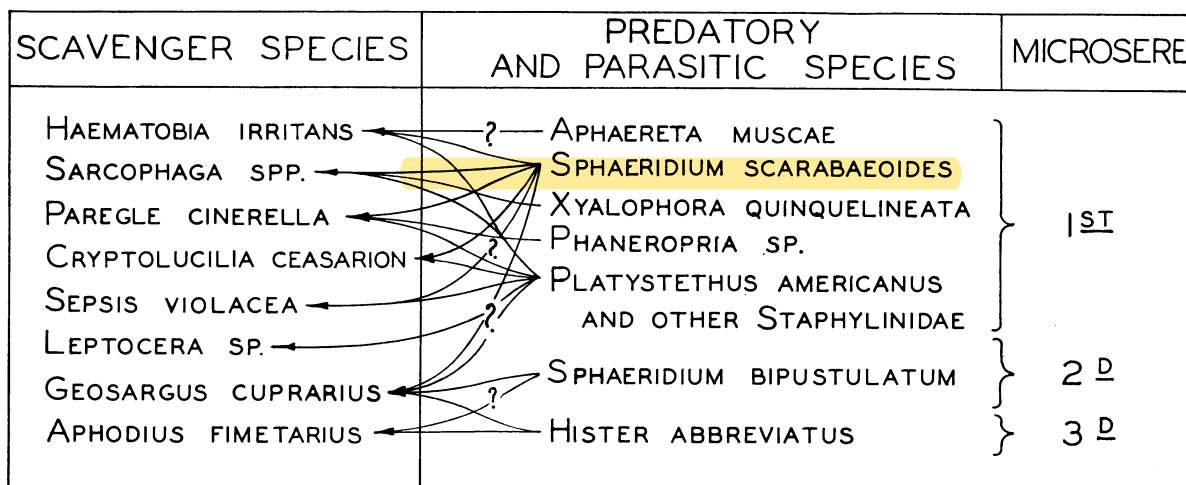 SCAVENGER SPECIES
PREDATORY
AND PARASITIC SPECIES
MICROSERE
HAEMATOBIA IRRITANS
? APHAERETA MUSCAE
SARCOPHAGA SPP.
SPHAERIDIUM SCARABAEOIDES
PAREGLE CINERELLA
XYALOPHORA QUINQUELINEATA
1ST
CRYPTOLUCILIA CEASARION
? PHANEROPRIA SP.
SEPSIS VIOLACEA
PLATYSTETHUS AMERICANUS
? AND OTHER STAPHYLINIDAE
LEPTOCERA SP.
GEOSARGUS CUPRARIUS
? SPHAERIDIUM BIPUSTULATUM
2D
APHODIUS FIMETARIUS
HISTER ABBREVIATUS
3D